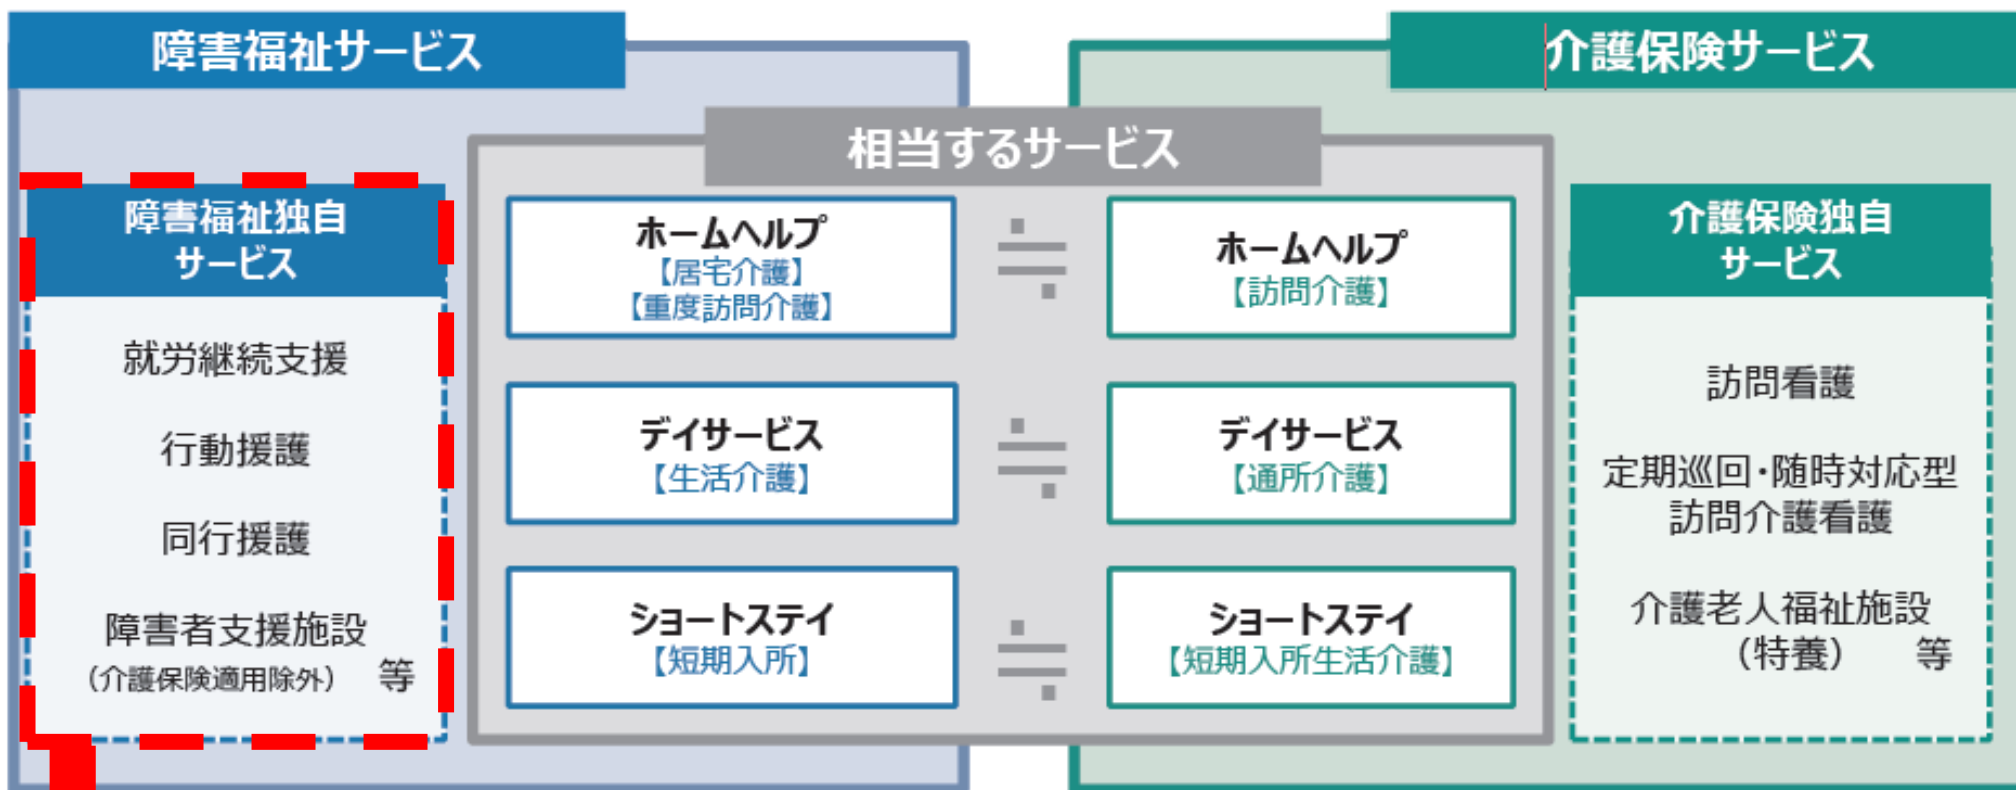 障害福祉サービス
介護保険サービス
相当するサービス
障害福祉独自
サービス
就労継続支援
行動援護
同行援護
障害者支援施設
(介護保険適用除外) 等
ホームヘルプ
【居宅介護】
【重度訪問介護】
≒
ホームヘルプ
【訪問介護】
デイサービス
【生活介護】
≒
デイサービス
【通所介護】
ショートステイ
【短期入所】
≒
ショートステイ
【短期入所生活介護】
介護保険独自
サービス
訪問看護
定期巡回・随時対応型
訪問介護看護
介護老人福祉施設
(特養) 等